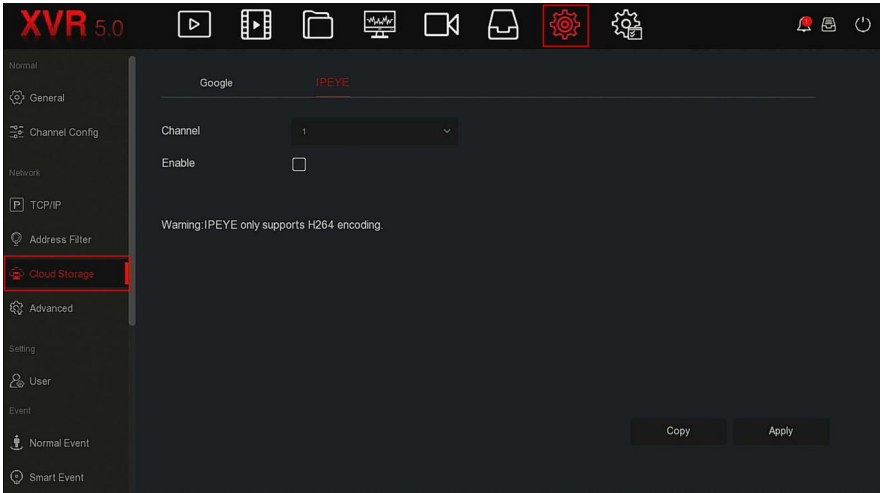 XVR 5.0
Normal
General
Channel Config
Network
P TCP/IP
Address Filter
Cloud Storage
Advanced
Setting
User
Event
Normal Event
Smart Event
Google IPEYE
Channel 1
Enable
Warning:IPEYE only supports H264 encoding.
Copy Apply